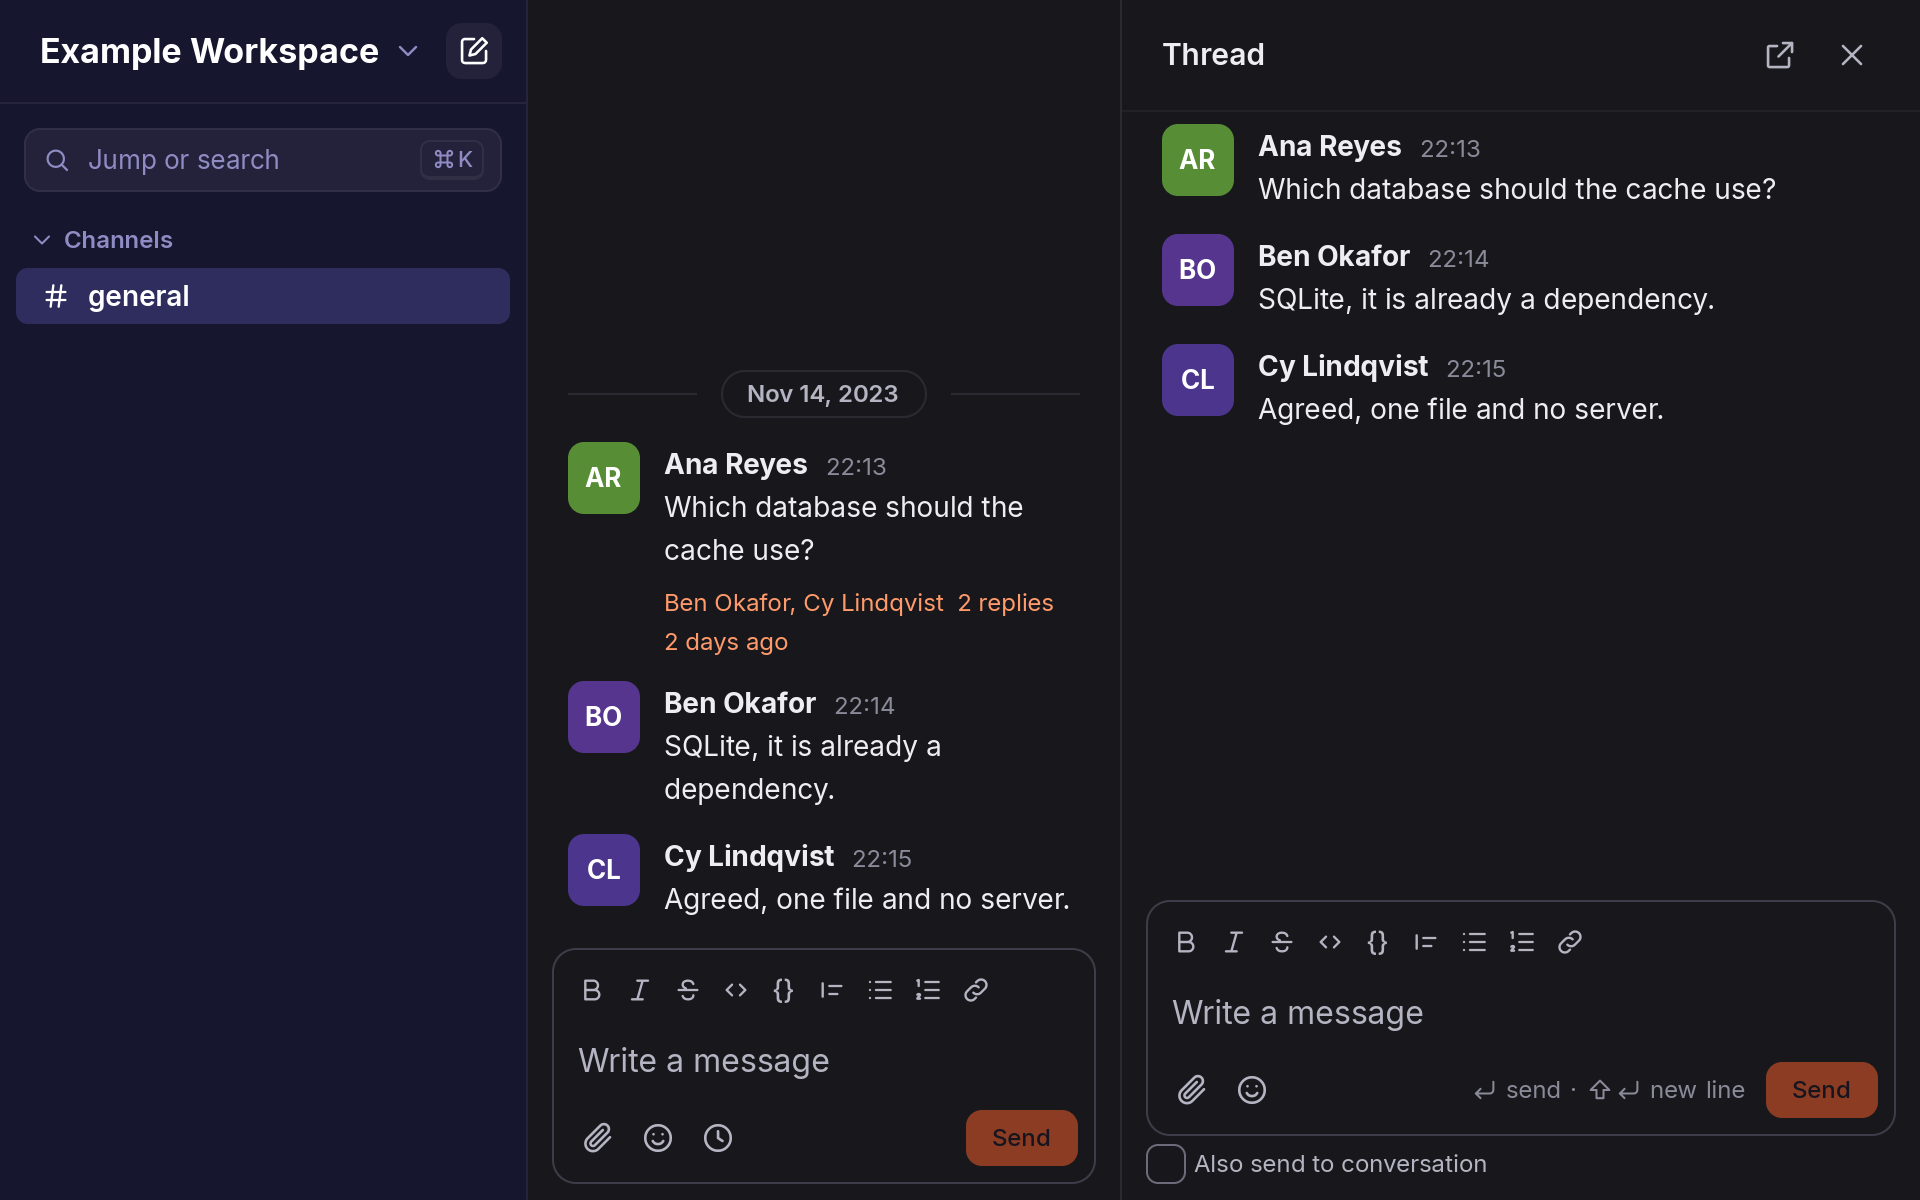 Example Workspace
Jump or search ⌘K
Channels
# general
Nov 14, 2023
AR Ana Reyes 22:13
Which database should the
cache use?
Ben Okafor, Cy Lindqvist 2 replies
2 days ago
BO Ben Okafor 22:14
SQLite, it is already a
dependency.
CL Cy Lindqvist 22:15
Agreed, one file and no server.
Write a message
Send
Thread
AR Ana Reyes 22:13
Which database should the cache use?
BO Ben Okafor 22:14
SQLite, it is already a dependency.
CL Cy Lindqvist 22:15
Agreed, one file and no server.
Write a message
send · new line Send
Also send to conversation